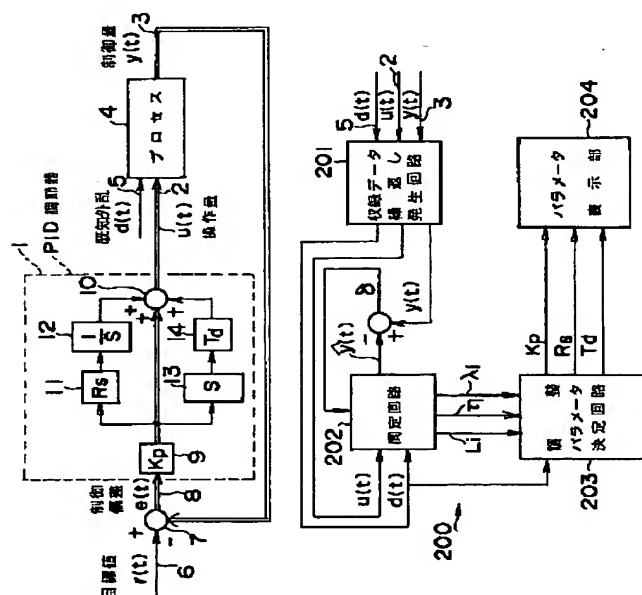 1
PID 調節器
目標値
r(t)
6
+
-
7
制御
偏差
e(t)
8
Kp
9
Rs
11
1/S
12
S
13
Td
14
+
+
+
10
既知外乱
d(t)
5
u(t)
2
操作量
プロセス
4
制御量
y(t)
3
200
u(t)
d(t)
同定回路
202
ŷ(t)
-
+
8
y(t)
収録データ
繰返し
発生回路
201
5
d(t)
u(t)
2
y(t)
3
Li
τi
λi
調整
パラメータ
決定回路
203
Kp
Rs
Td
パラメータ
表示部
204